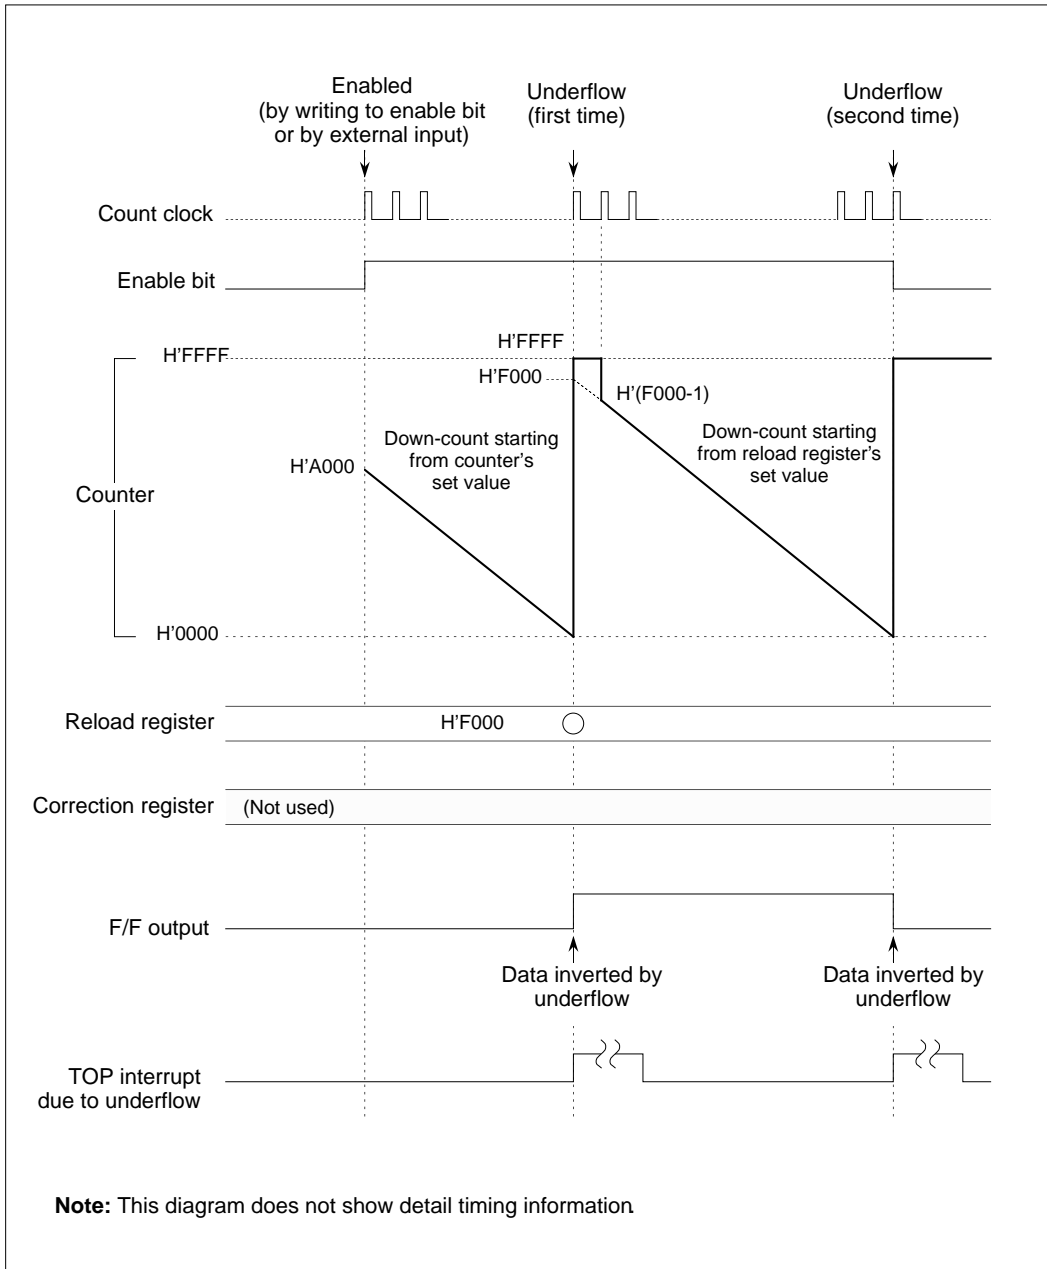 Enabled
(by writing to enable bit
or by external input)
Underflow
(first time)
Underflow
(second time)
Count clock
Enable bit
H'FFFF
H'FFFF
H'F000
H'(F000-1)
Down-count starting
from counter's
set value
Down-count starting
from reload register's
set value
H'A000
Counter
H'0000
Reload register
H'F000
Correction register
(Not used)
F/F output
Data inverted by
underflow
Data inverted by
underflow
TOP interrupt
due to underflow
Note: This diagram does not show detail timing information.